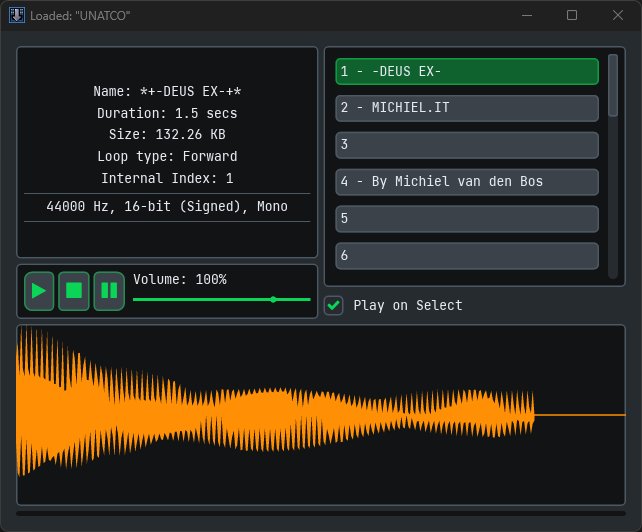 Loaded: "UNATCO"
Name: *+-DEUS EX-+*
Duration: 1.5 secs
Size: 132.26 KB
Loop type: Forward
Internal Index: 1
44000 Hz, 16-bit (Signed), Mono
Volume: 100%
1 - -DEUS EX-
2 - MICHIEL.IT
3
4 - By Michiel van den Bos
5
6
Play on Select